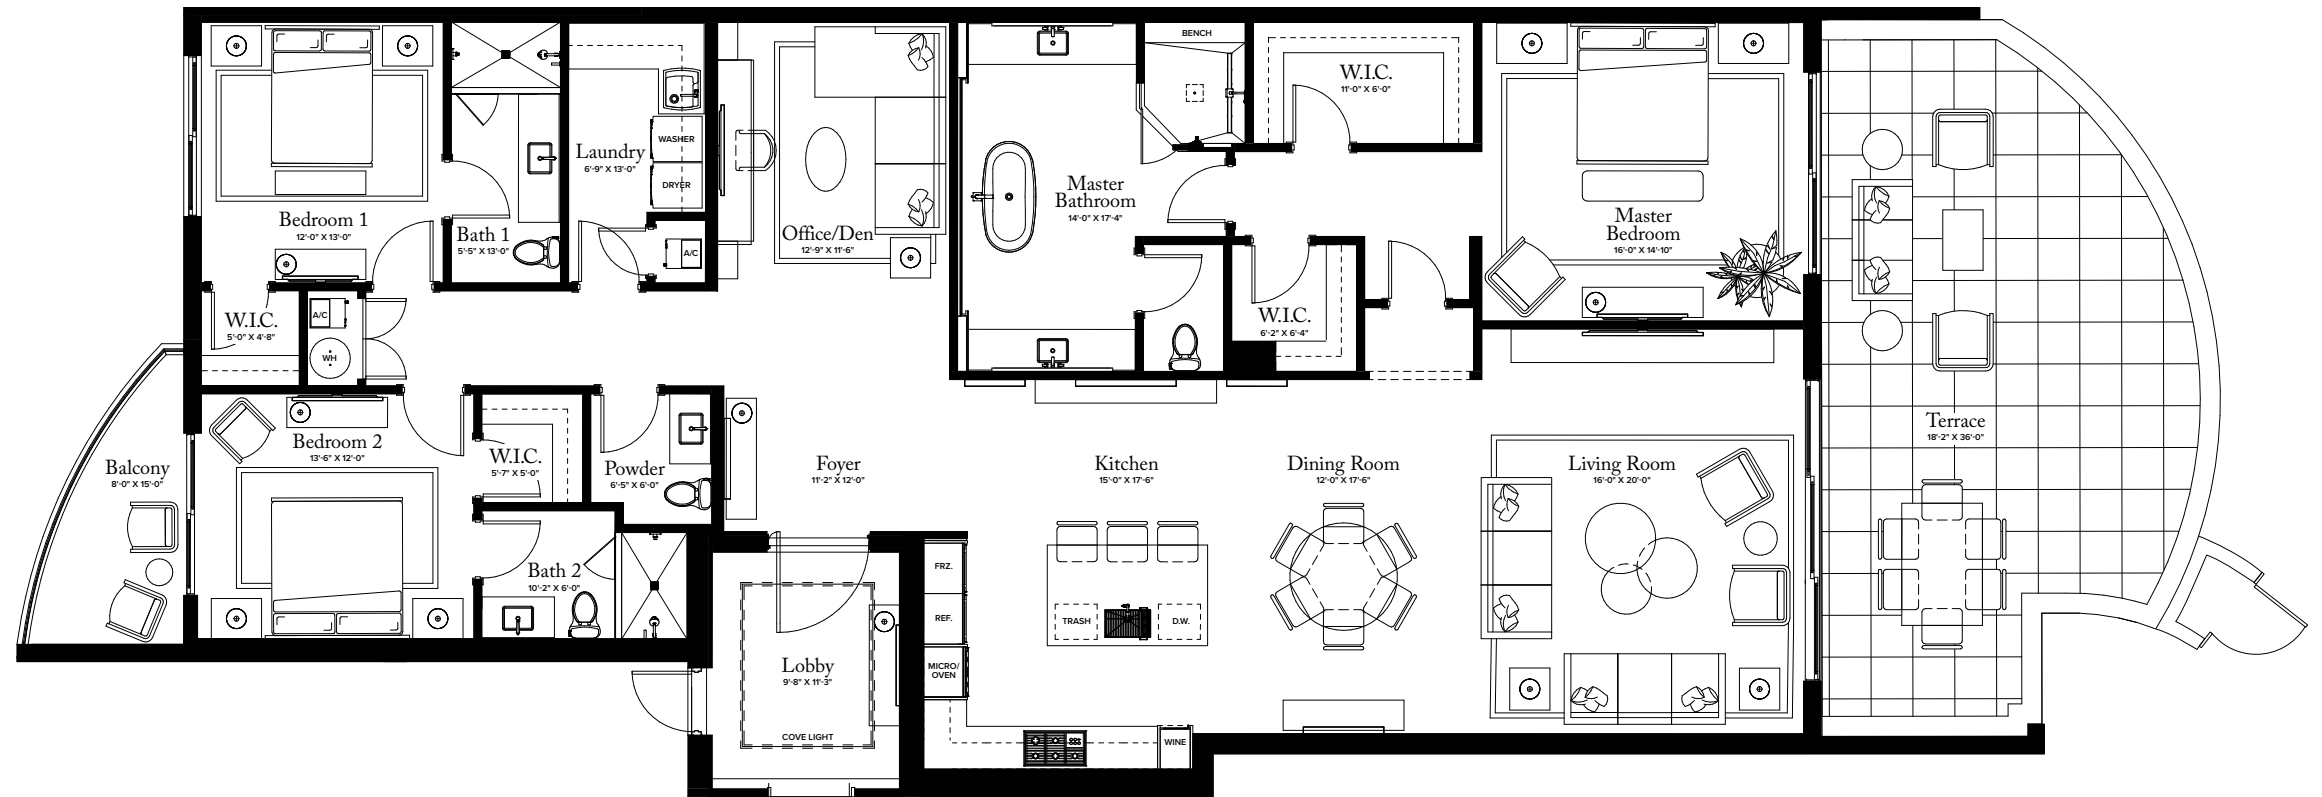 BENCH
W.I.C.
11'-0" X 6'-0"
WASHER
Laundry
6'-9" X 13'-0"
DRYER
Master
Bathroom
14'-0" X 17'-4"
Bedroom 1
12'-0" X 13'-0"
Bath 1
5'-5" X 13'-0"
A/C
Office/Den
12'-9" X 11'-6"
Master
Bedroom
16'-0" X 14'-10"
W.I.C.
5'-0" X 4'-8"
A/C
WH
W.I.C.
6'-2" X 6'-4"
Terrace
18'-2" X 36'-0"
Bedroom 2
13'-6" X 12'-0"
W.I.C.
5'-7" X 5'-0"
Balcony
8'-0" X 15'-0"
Powder
6'-5" X 6'-0"
Foyer
11'-2" X 12'-0"
Kitchen
15'-0" X 17'-6"
Dining Room
12'-0" X 17'-6"
Living Room
16'-0" X 20'-0"
Bath 2
10'-2" X 6'-0"
FRZ.
REF.
TRASH
D.W.
MICRO/
OVEN
Lobby
9'-8" X 11'-3"
COVE LIGHT
WINE